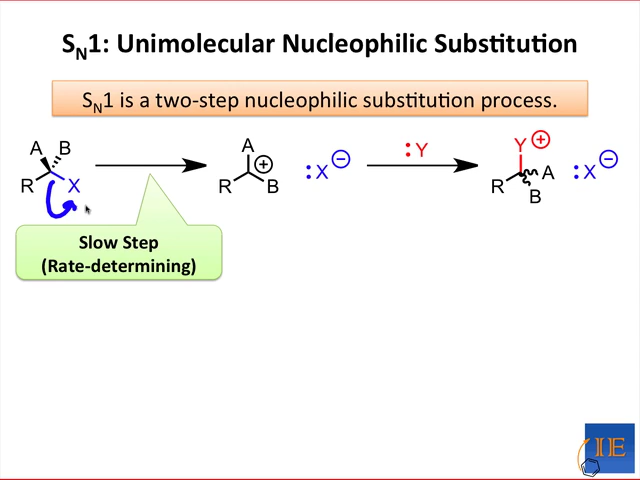 SN1: Unimolecular Nucleophilic Substitution
SN1 is a two-step nucleophilic substitution process.
A B
R X
A
R B
:X
:Y
Y
R A
B
:X
Slow Step
(Rate-determining)
IE